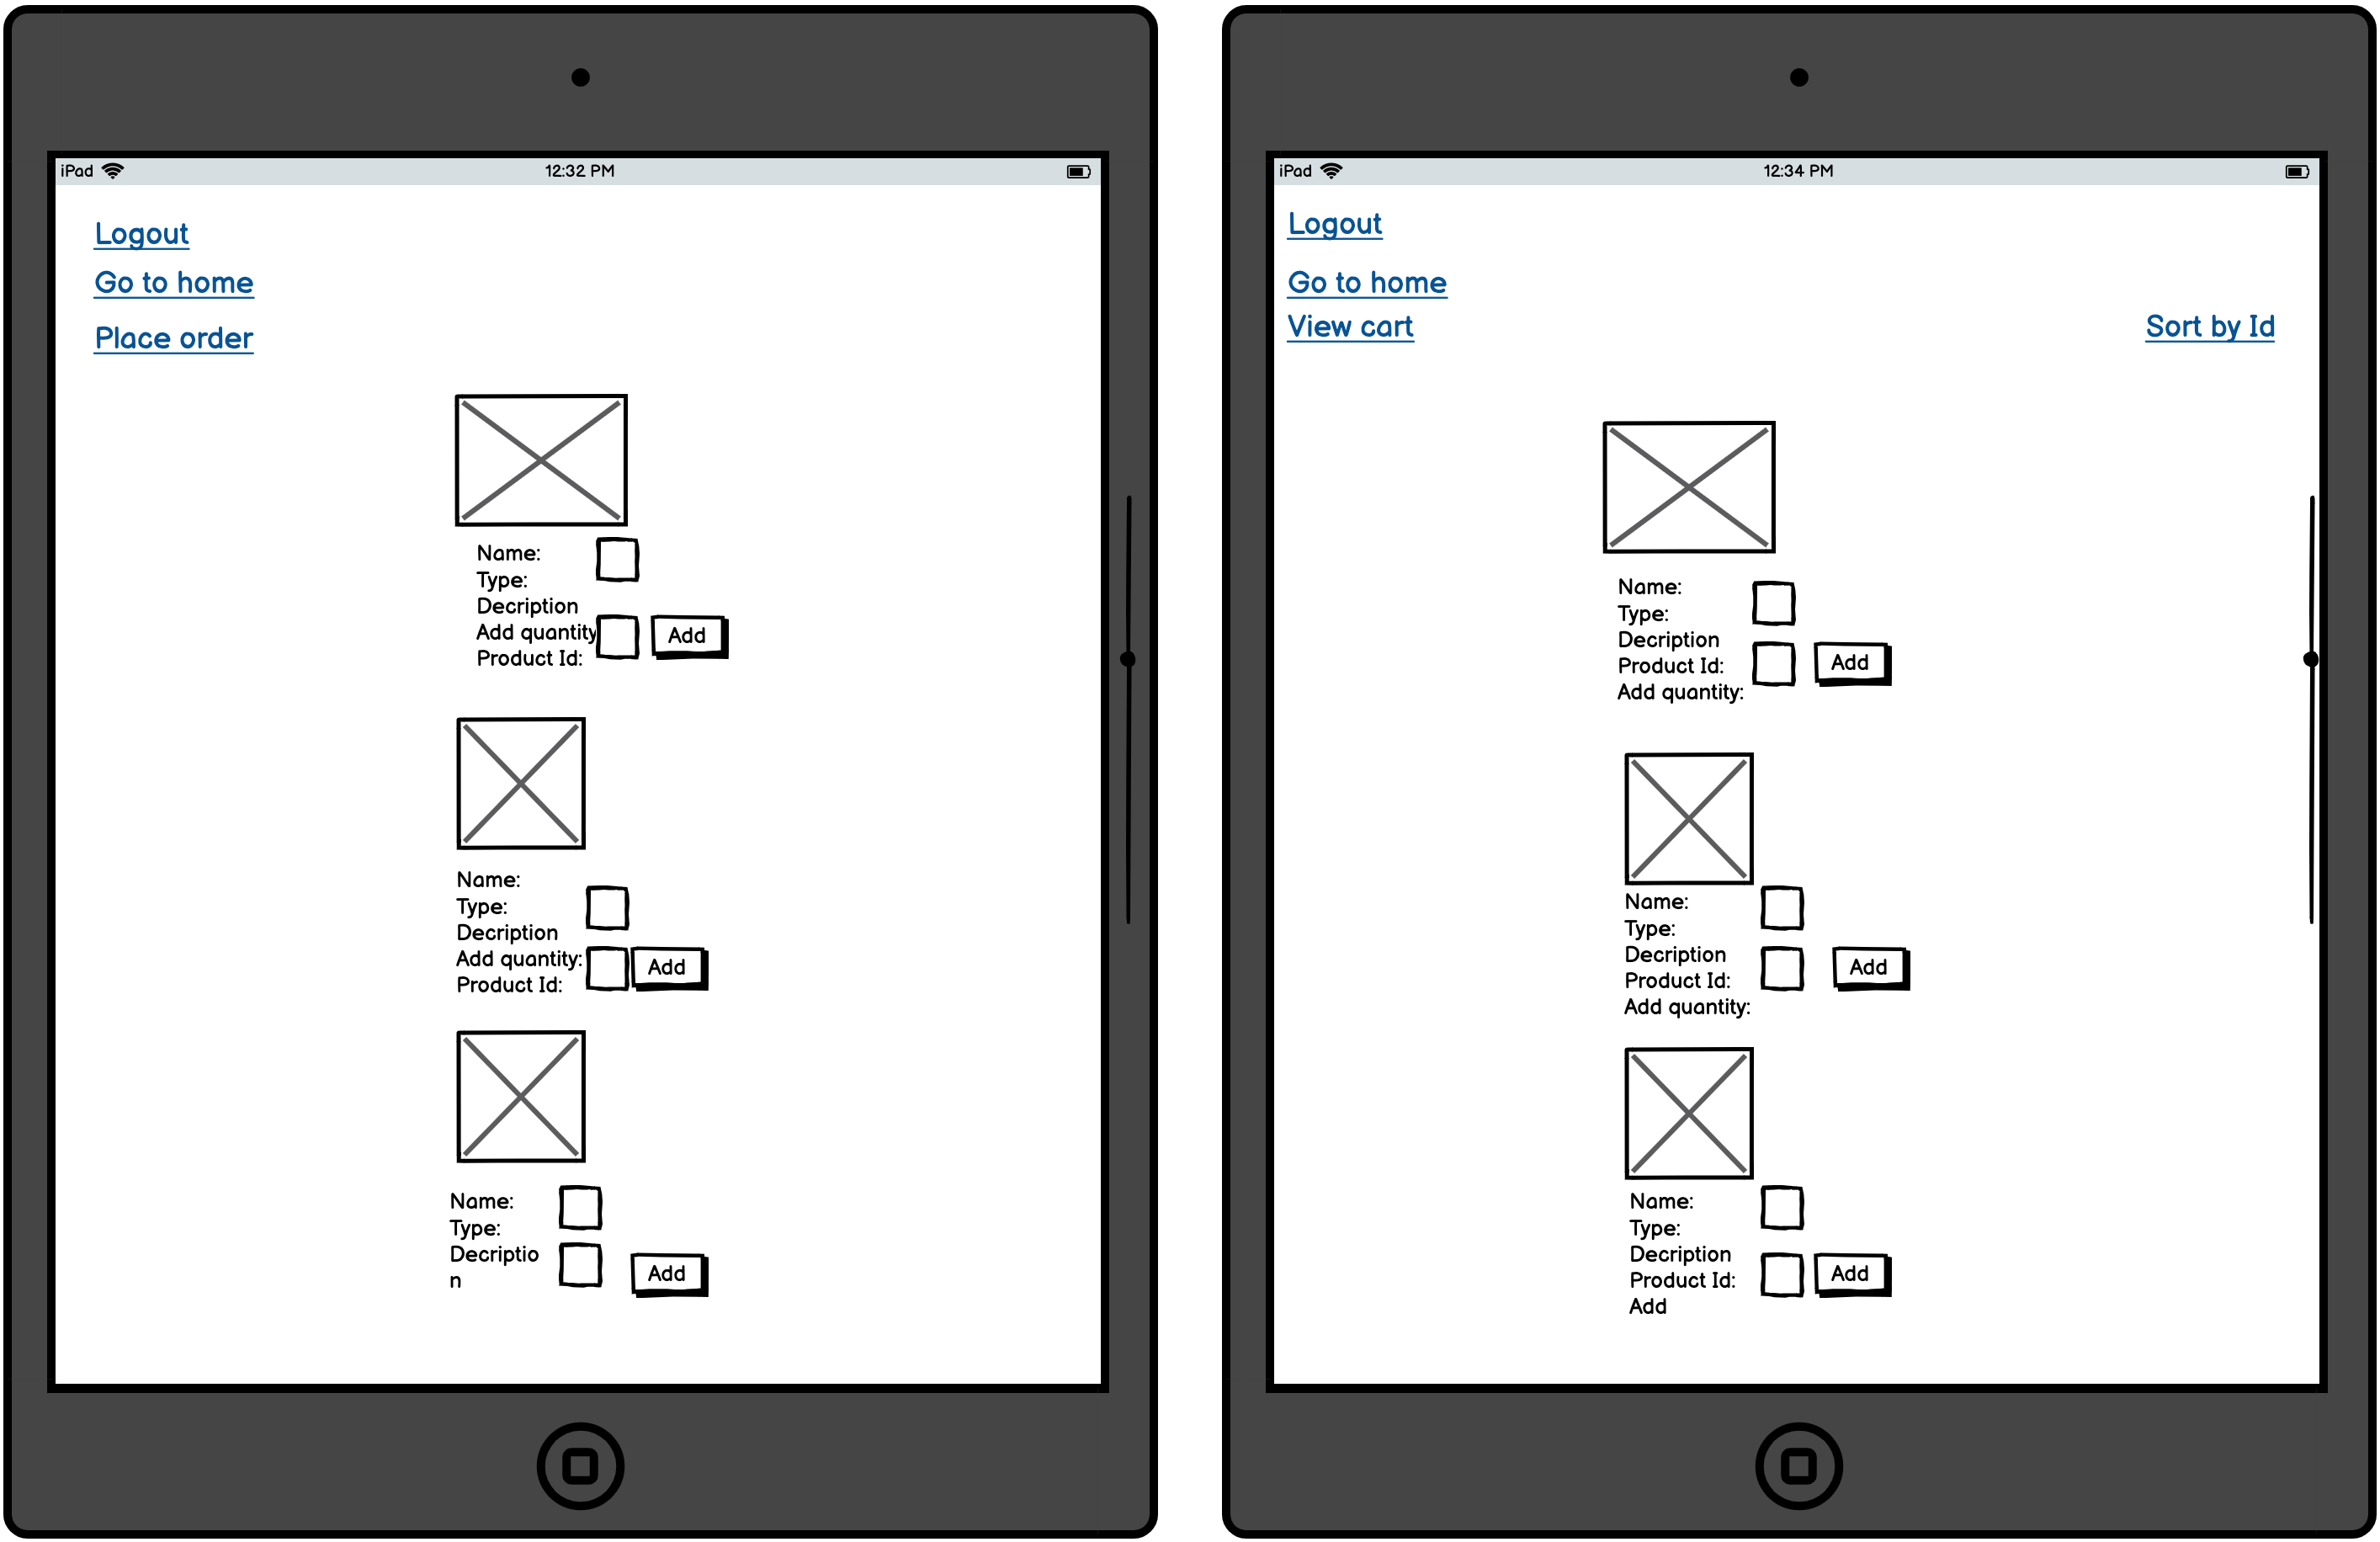 iPad
12:32 PM
Logout
Go to home
Place order
Name:
Type:
Decription
Add quantity
Product Id:
Add
Name:
Type:
Decription
Add quantity:
Product Id:
Add
Name:
Type:
Decriptio
n
Add
iPad
12:34 PM
Logout
Go to home
View cart
Sort by Id
Name:
Type:
Decription
Product Id:
Add quantity:
Add
Name:
Type:
Decription
Product Id:
Add quantity:
Add
Name:
Type:
Decription
Product Id:
Add
Add